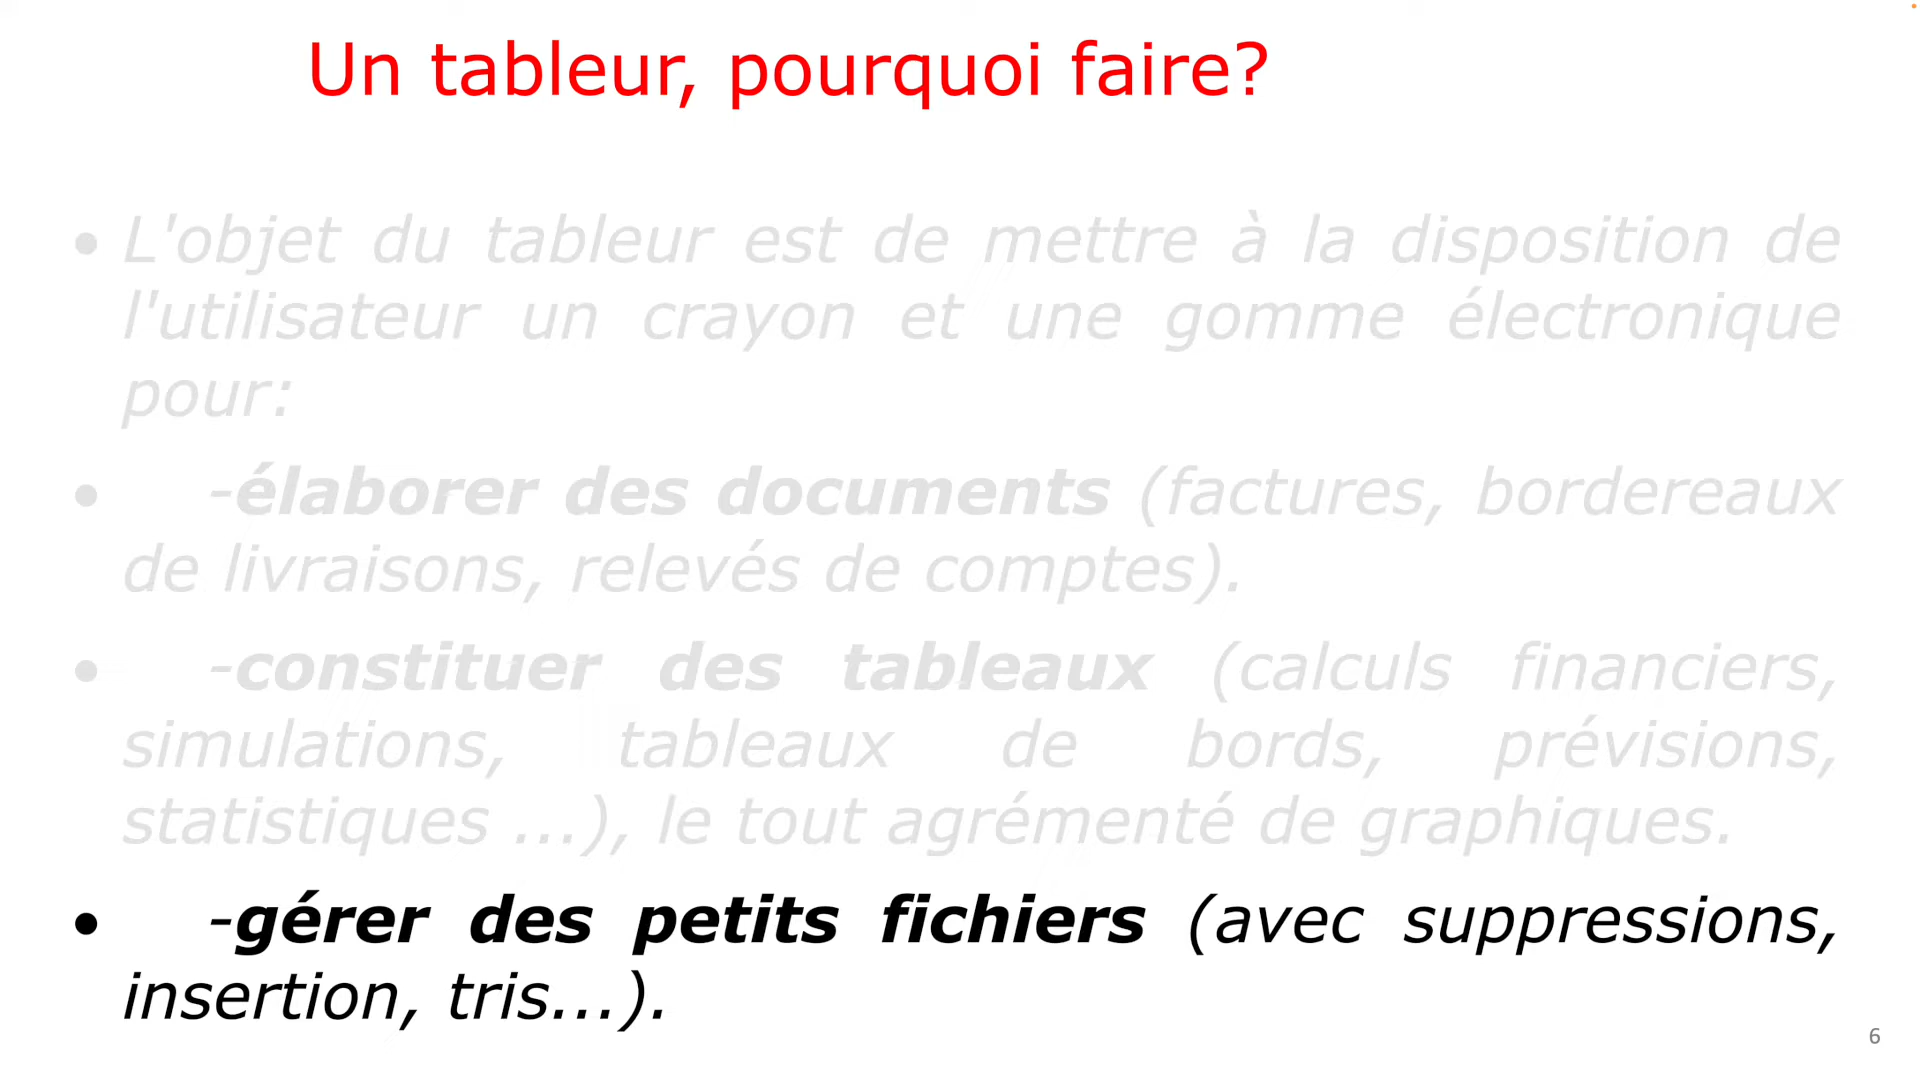 Un tableur, pourquoi faire?
• L'objet du tableur est de mettre à la disposition de
l'utilisateur un crayon et une gomme électronique
pour:
• -élaborer des documents (factures, bordereaux
de livraisons, relevés de comptes).
• -constituer des tableaux (calculs financiers,
simulations, tableaux de bords, prévisions,
statistiques ...), le tout agrémenté de graphiques.
• -gérer des petits fichiers (avec suppressions,
insertion, tris...).
6